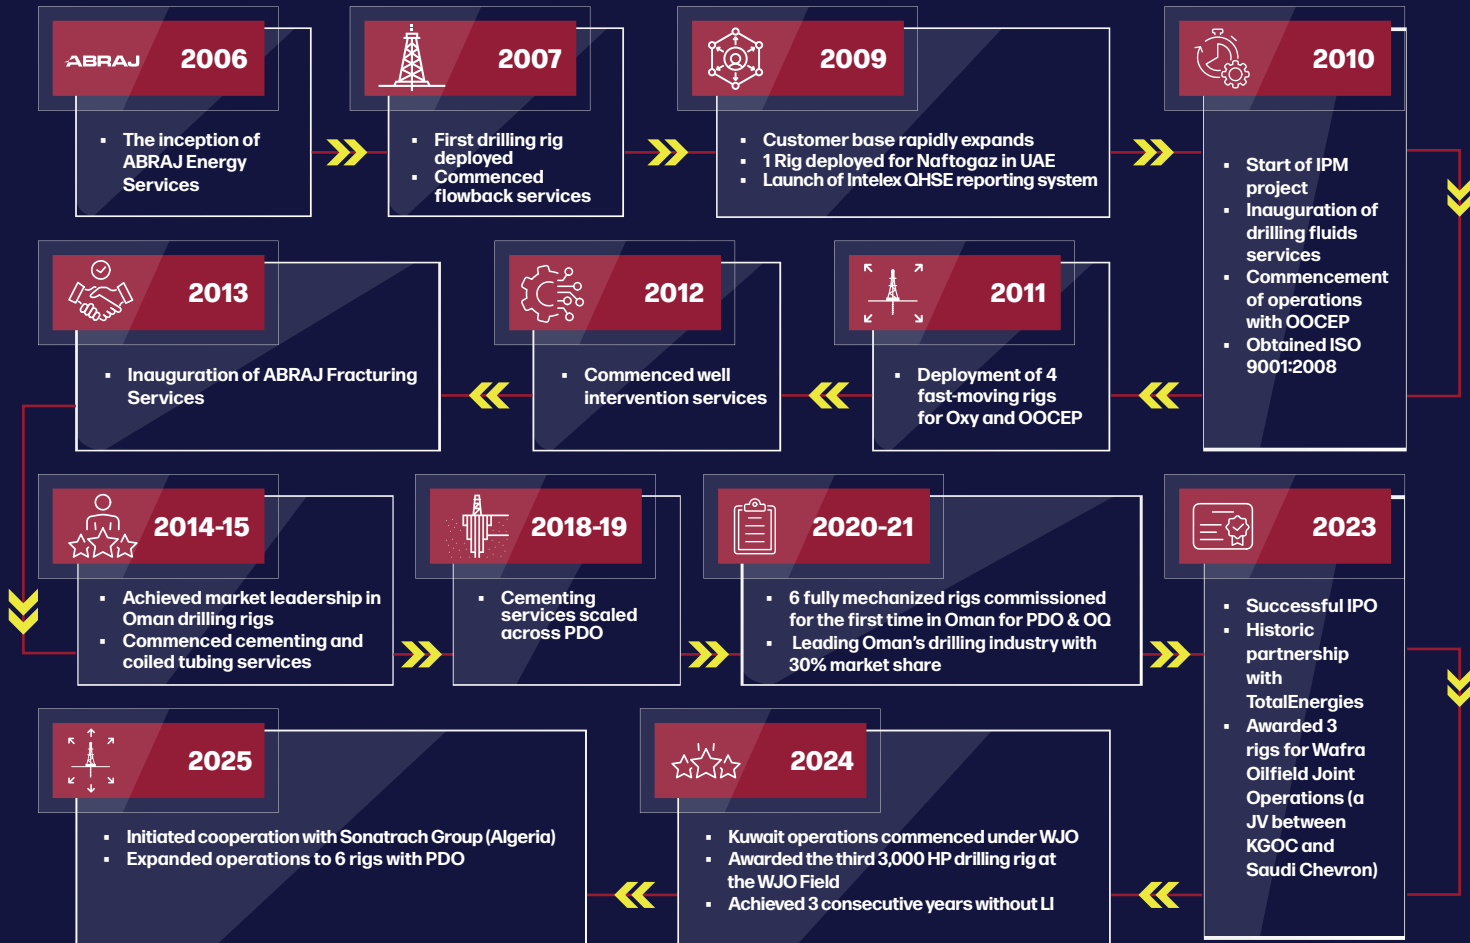 ABRAJ 2006
▪ The inception of
ABRAJ Energy
Services
2007
▪ First drilling rig
deployed
▪ Commenced
flowback services
2009
▪ Customer base rapidly expands
▪ 1 Rig deployed for Naftogaz in UAE
▪ Launch of Intelex QHSE reporting system
2010
▪ Start of IPM
project
▪ Inauguration of
drilling fluids
services
▪ Commencement
of operations
with OOCEP
▪ Obtained ISO
9001:2008
2011
▪ Deployment of 4
fast-moving rigs
for Oxy and OOCEP
2012
▪ Commenced well
intervention services
2013
▪ Inauguration of ABRAJ Fracturing
Services
2014-15
▪ Achieved market leadership in
Oman drilling rigs
▪ Commenced cementing and
coiled tubing services
2018-19
▪ Cementing
services scaled
across PDO
2020-21
▪ 6 fully mechanized rigs commissioned
for the first time in Oman for PDO & OQ
▪ Leading Oman's drilling industry with
30% market share
2023
▪ Successful IPO
▪ Historic
partnership
with
TotalEnergies
▪ Awarded 3
rigs for Wafra
Oilfield Joint
Operations (a
JV between
KGOC and
Saudi Chevron)
2024
▪ Kuwait operations commenced under WJO
▪ Awarded the third 3,000 HP drilling rig at
the WJO Field
▪ Achieved 3 consecutive years without LI
2025
▪ Initiated cooperation with Sonatrach Group (Algeria)
▪ Expanded operations to 6 rigs with PDO